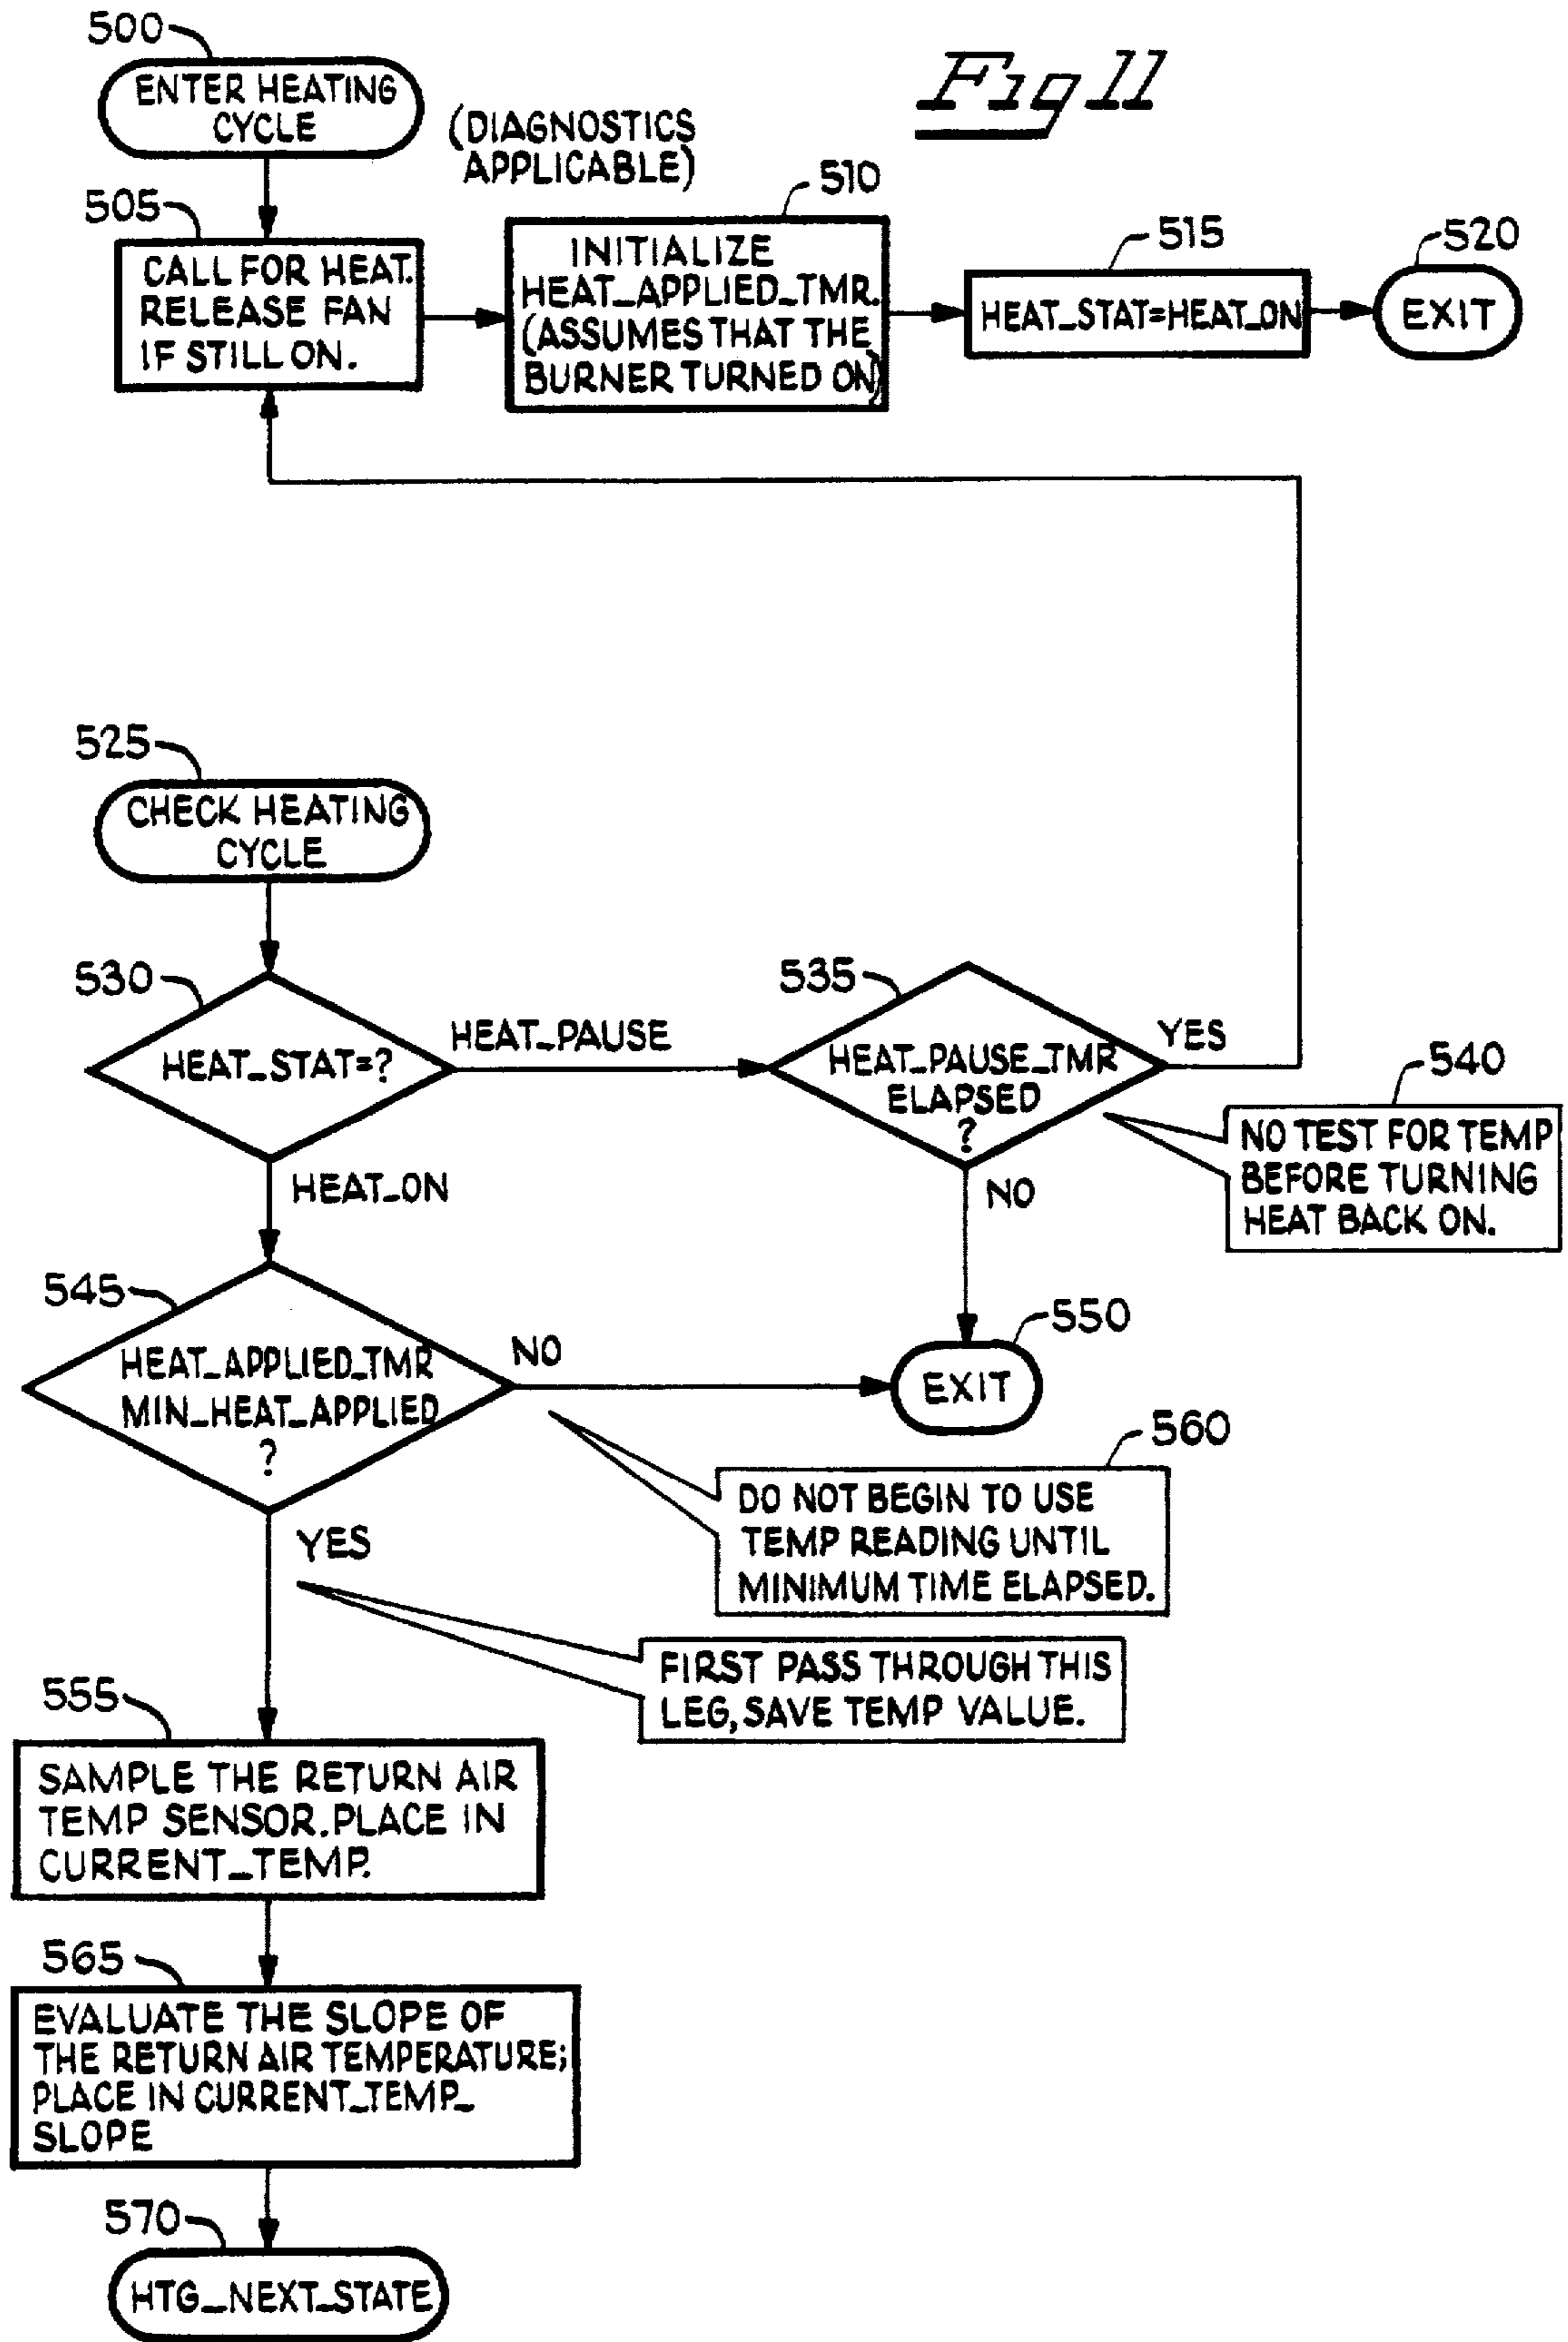 Fig 11
500
ENTER HEATING
CYCLE
(DIAGNOSTICS
APPLICABLE)
505
CALL FOR HEAT.
RELEASE FAN
IF STILL ON.
510
INITIALIZE
HEAT_APPLIED_TMR.
(ASSUMES THAT THE
BURNER TURNED ON)
515
HEAT_STAT=HEAT_ON
520
EXIT
525
CHECK HEATING
CYCLE
530
HEAT_STAT=?
HEAT_PAUSE
HEAT_ON
535
HEAT_PAUSE_TMR
ELAPSED
?
YES
NO
540
NO TEST FOR TEMP
BEFORE TURNING
HEAT BACK ON.
545
HEAT_APPLIED_TMR
MIN_HEAT_APPLIED
?
NO
YES
550
EXIT
560
DO NOT BEGIN TO USE
TEMP READING UNTIL
MINIMUM TIME ELAPSED.
FIRST PASS THROUGH THIS
LEG, SAVE TEMP VALUE.
555
SAMPLE THE RETURN AIR
TEMP SENSOR. PLACE IN
CURRENT_TEMP.
565
EVALUATE THE SLOPE OF
THE RETURN AIR TEMPERATURE;
PLACE IN CURRENT_TEMP_
SLOPE
570
HTG_NEXT_STATE